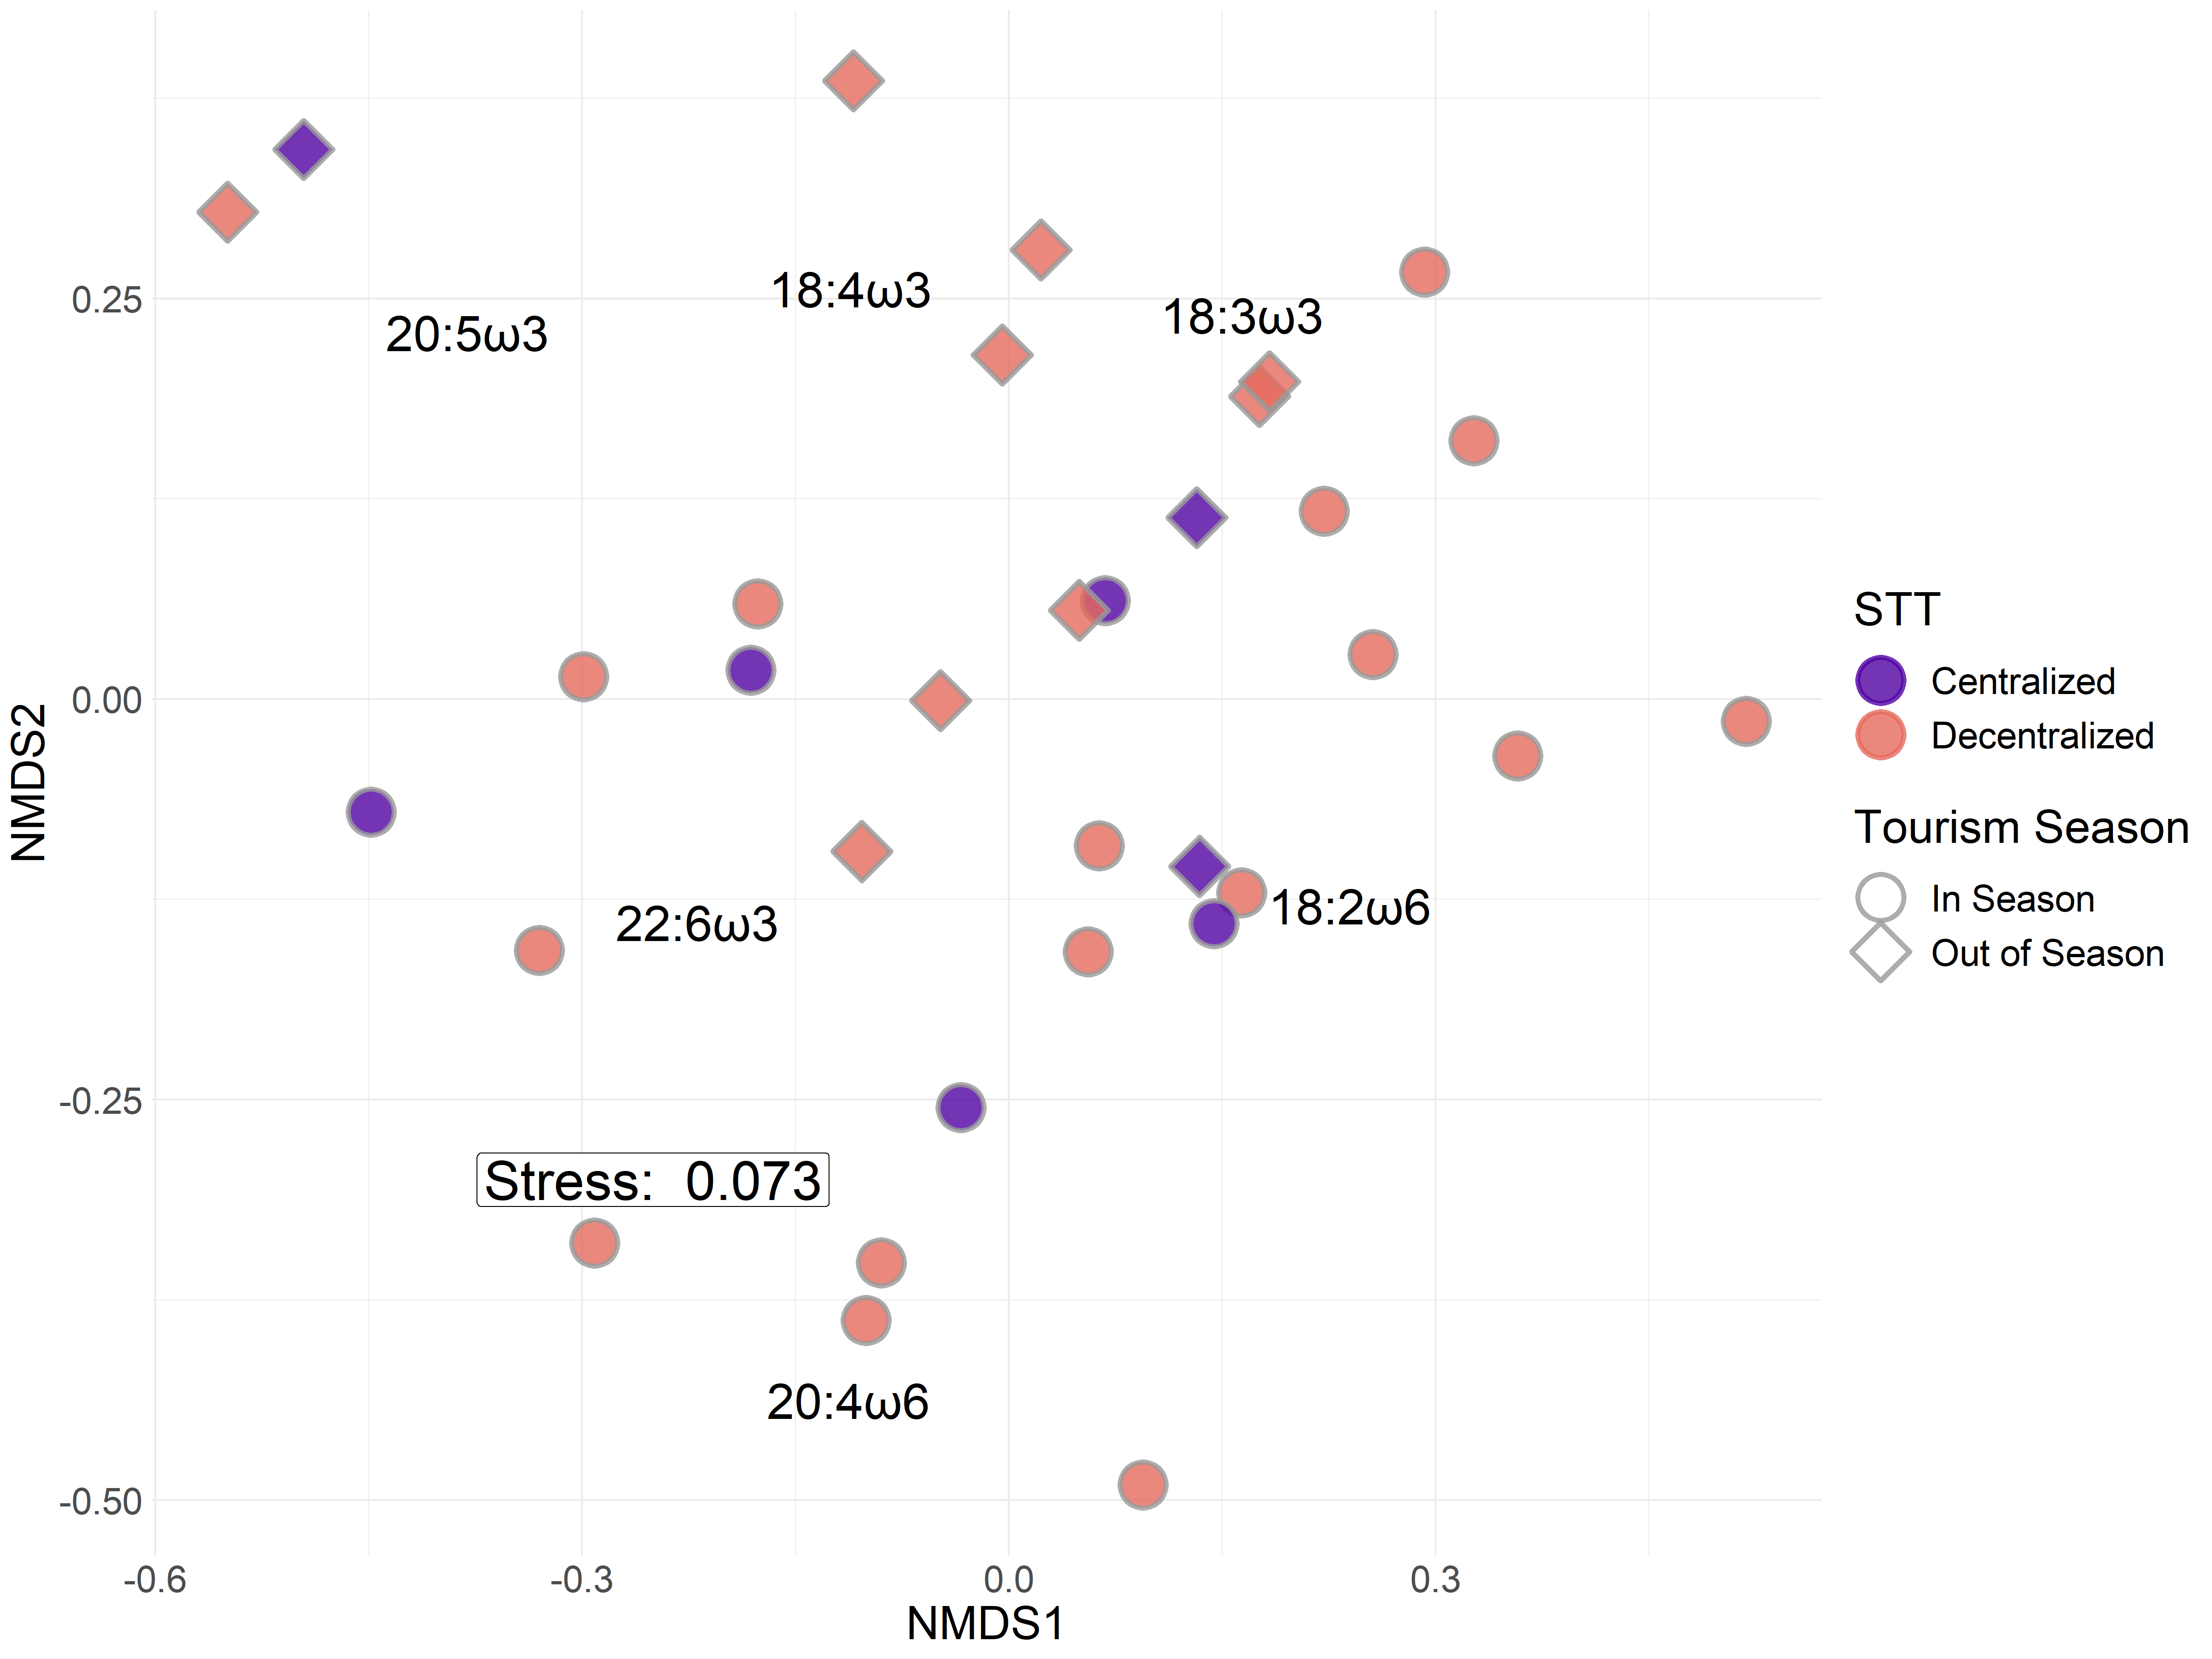 0.25
0.00
-0.25
-0.50
NMDS2
-0.6
-0.3
0.0
0.3
NMDS1
20:5ω3
18:4ω3
18:3ω3
22:6ω3
18:2ω6
Stress:  0.073
20:4ω6
STT
Centralized
Decentralized
Tourism Season
In Season
Out of Season